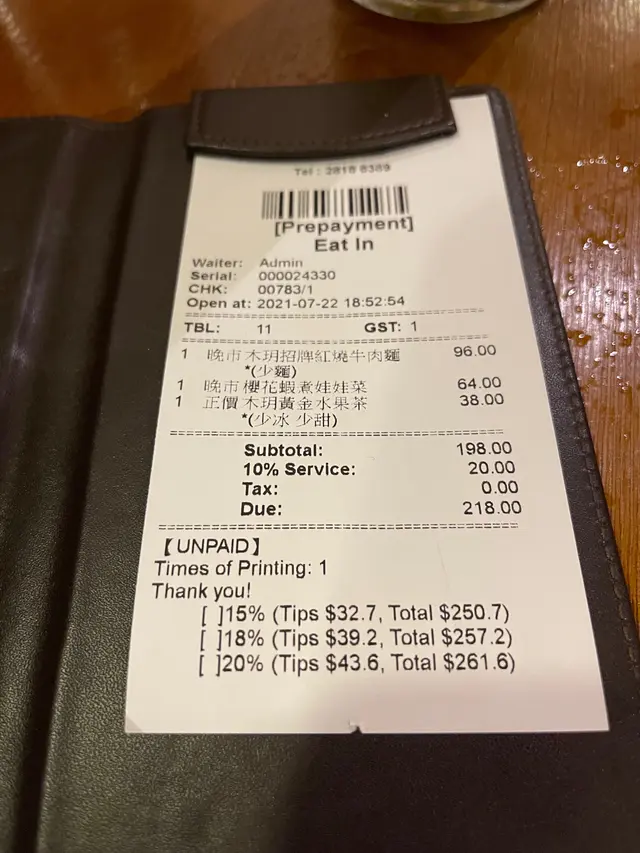 Tel : 2818 8389
[Prepayment]
Eat In
Waiter: Admin
Serial: 000024330
CHK: 00783/1
Open at: 2021-07-22 18:52:54
TBL: 11 GST: 1
1 晚市木玥招牌紅燒牛肉麵 96.00
*(少麵)
1 晚市櫻花蝦煮娃娃菜 64.00
1 正價木玥黃金水果茶 38.00
*(少冰 少甜)
Subtotal: 198.00
10% Service: 20.00
Tax: 0.00
Due: 218.00
【UNPAID】
Times of Printing: 1
Thank you!
[ ]15% (Tips $32.7, Total $250.7)
[ ]18% (Tips $39.2, Total $257.2)
[ ]20% (Tips $43.6, Total $261.6)